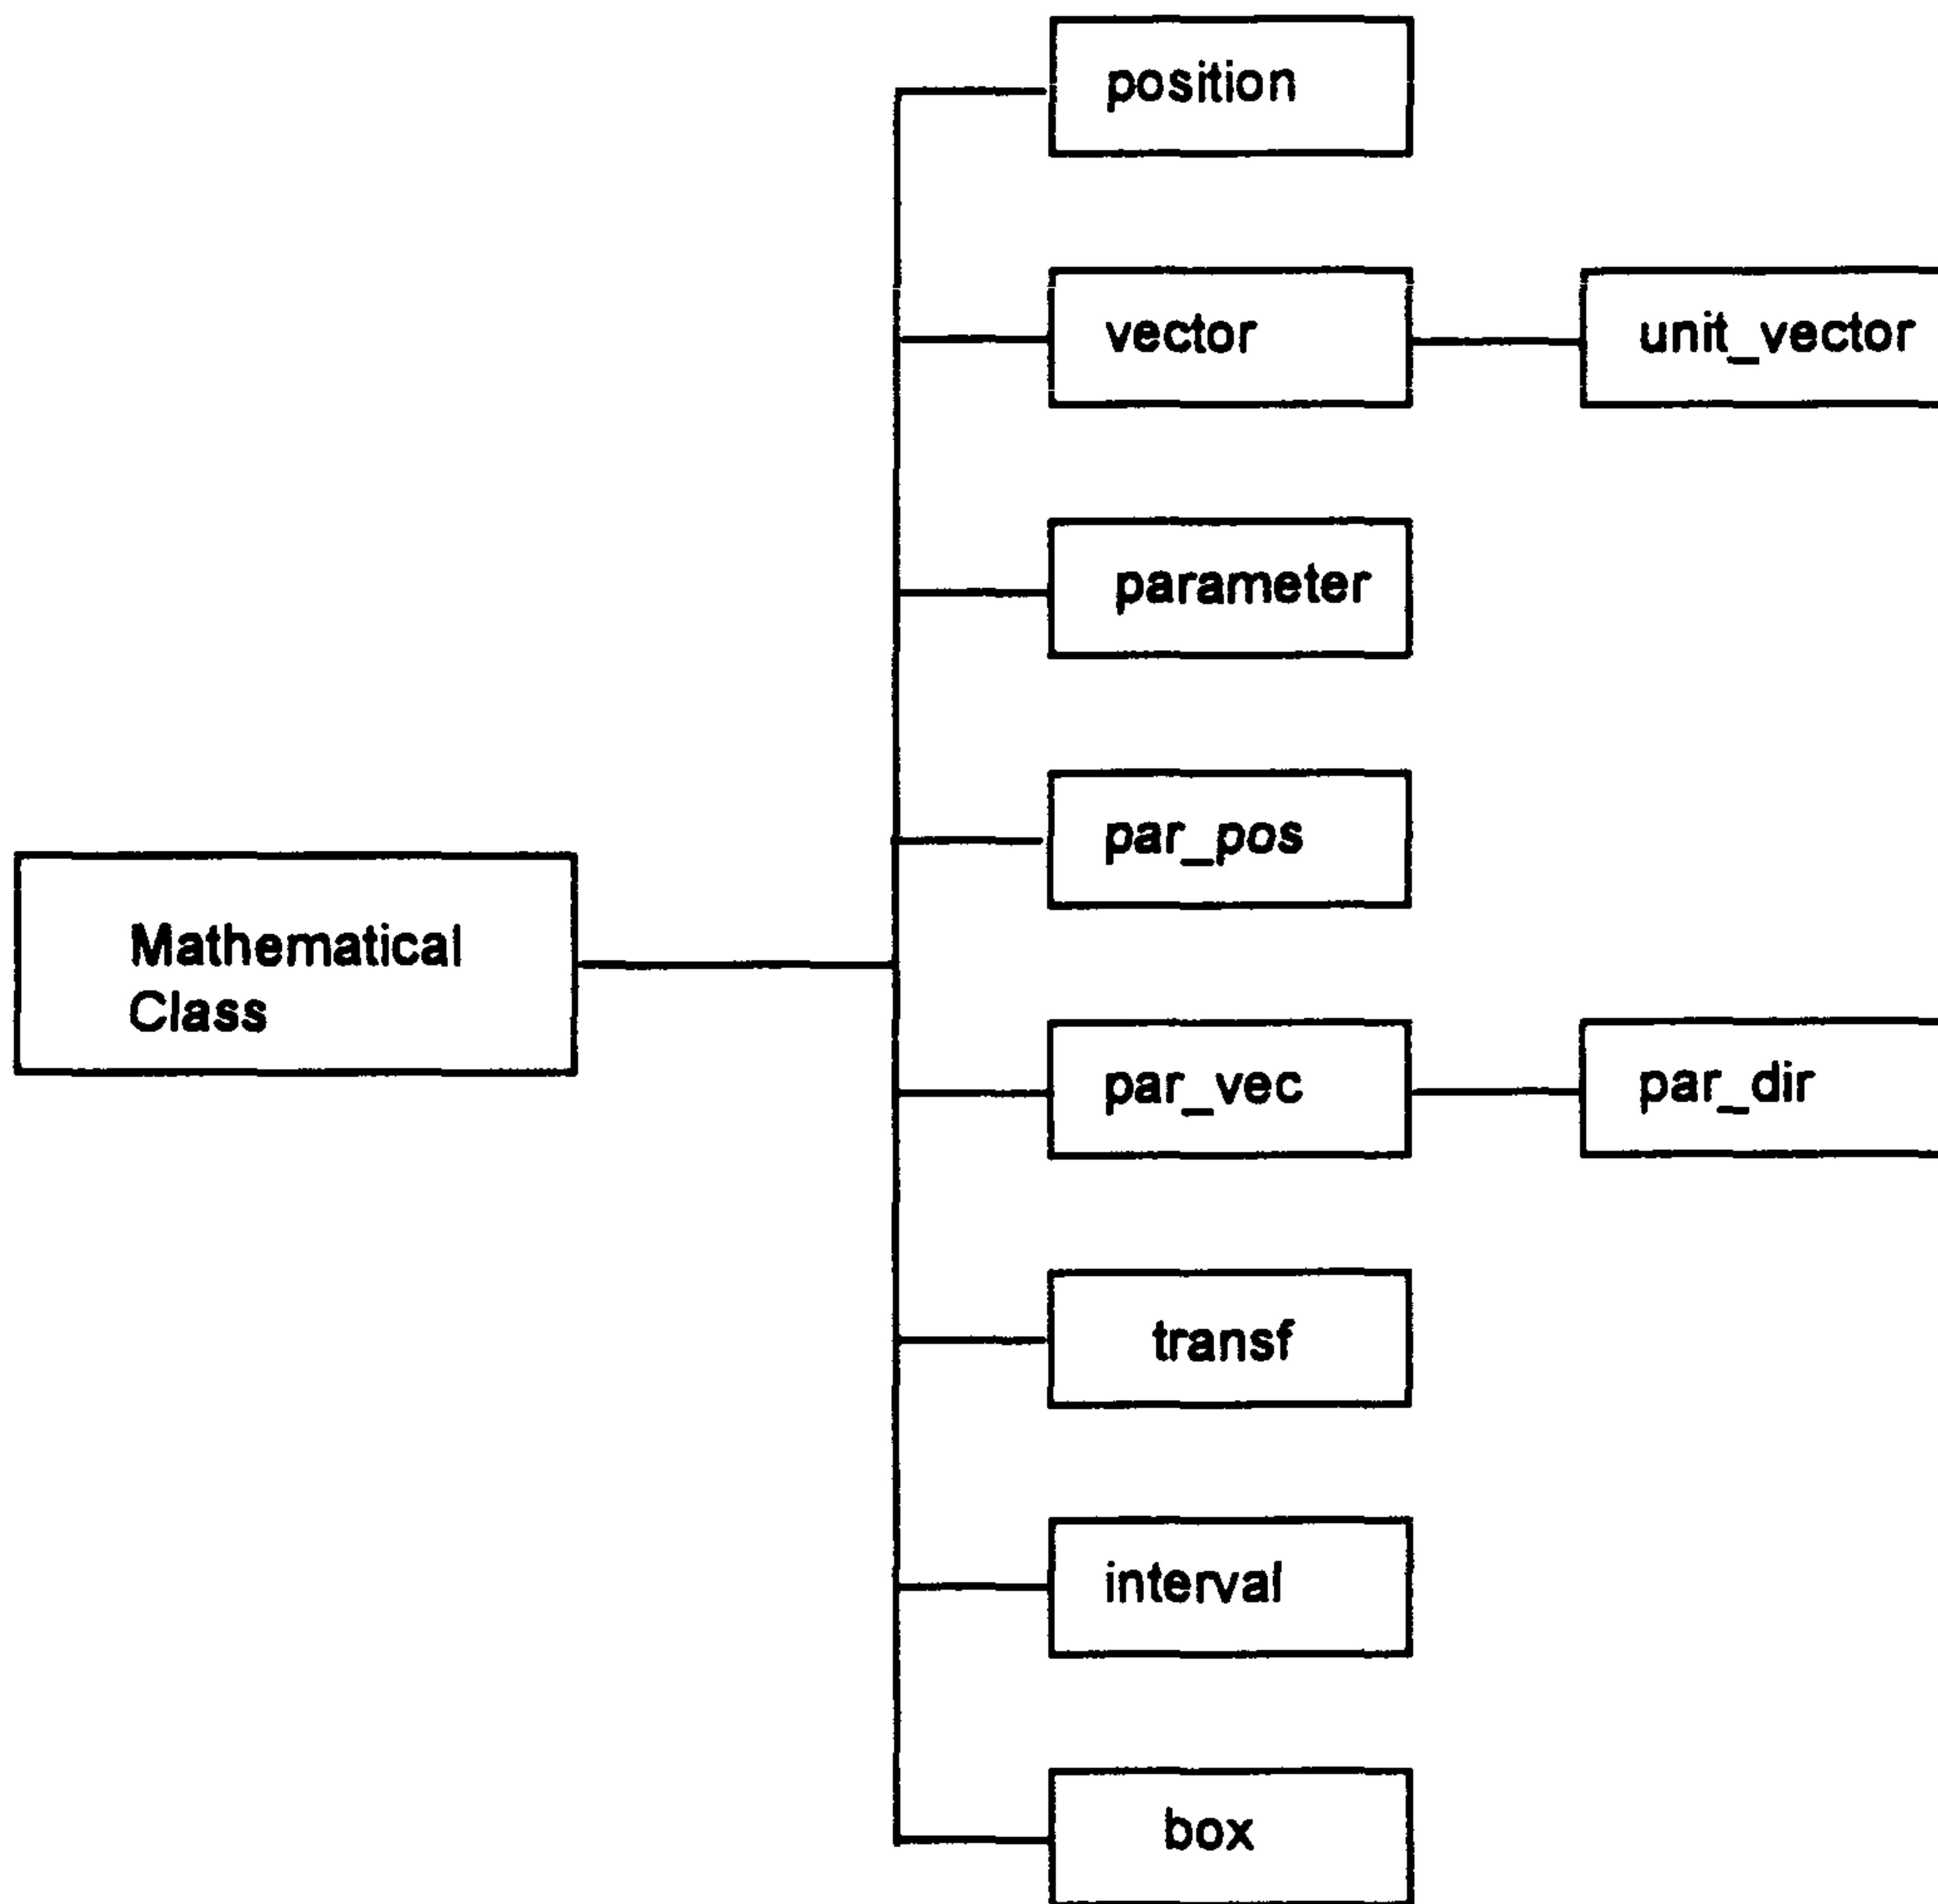 position
vector
unit_vector
parameter
par_pos
Mathematical
Class
par_vec
par_dir
transf
interval
box